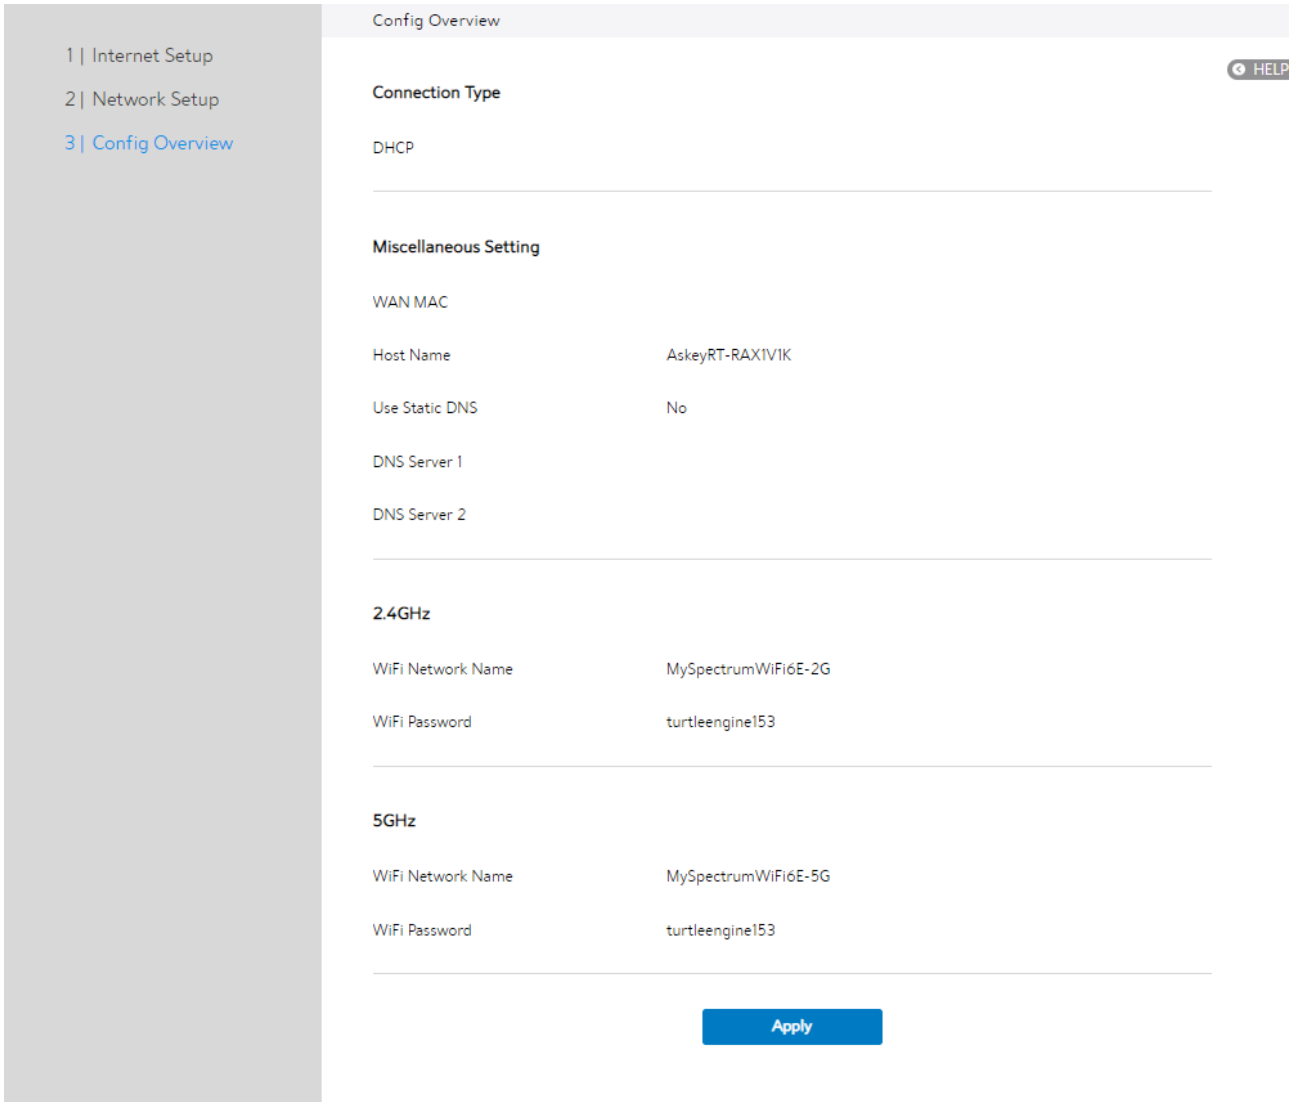 Config Overview
1 | Internet Setup
2 | Network Setup
3 | Config Overview
HELP
Connection Type
DHCP
Miscellaneous Setting
WAN MAC
Host Name AskeyRT-RAX1V1K
Use Static DNS No
DNS Server 1
DNS Server 2
2.4GHz
WiFi Network Name MySpectrumWiFi6E-2G
WiFi Password turtleengine153
5GHz
WiFi Network Name MySpectrumWiFi6E-5G
WiFi Password turtleengine153
Apply